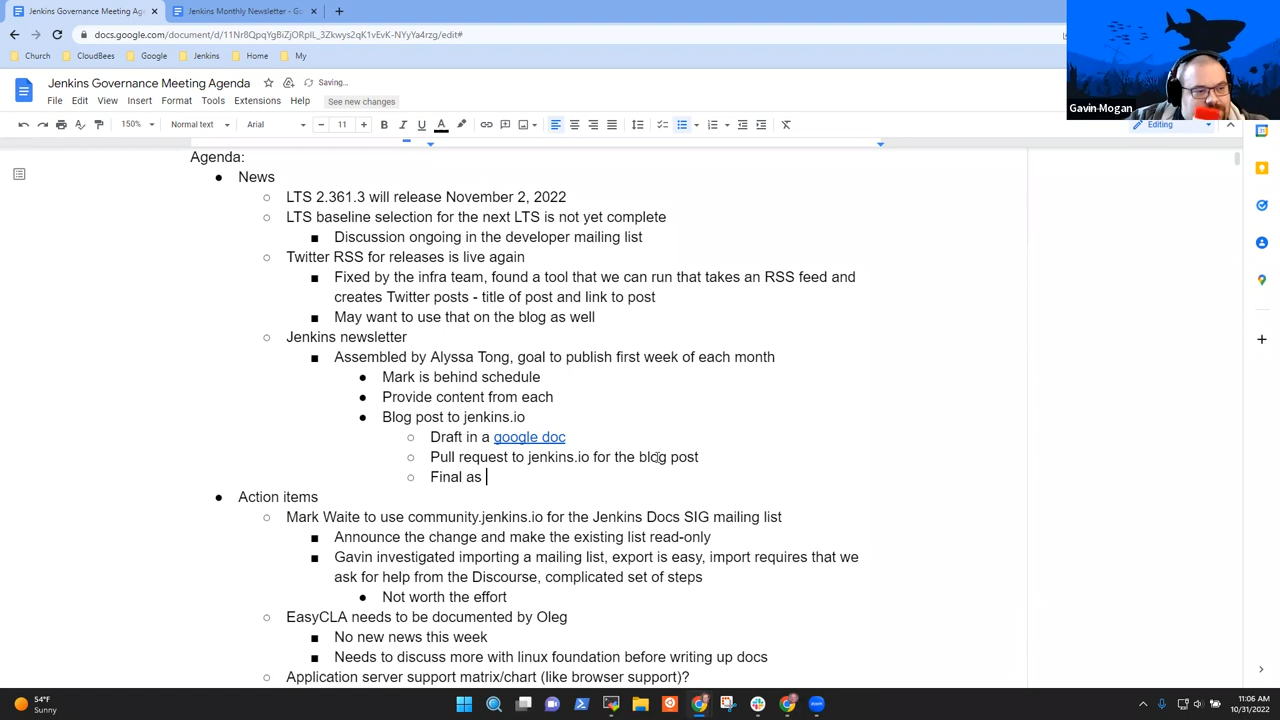 Jenkins Governance Meeting Ag
Jenkins Monthly Newsletter - Go
docs.google.com/document/d/11Nr8QpqYgBiZjORpIL_3Zkwys2qK1vEvK-NYyYa4rzg/edit#
Church CloudBees Google Jenkins Home My
Gavin Mogan
Jenkins Governance Meeting Agenda Saving...
File Edit View Insert Format Tools Extensions Help See new changes
150% Normal text Arial 11 Editing
Agenda:
News
LTS 2.361.3 will release November 2, 2022
LTS baseline selection for the next LTS is not yet complete
Discussion ongoing in the developer mailing list
Twitter RSS for releases is live again
Fixed by the infra team, found a tool that we can run that takes an RSS feed and
creates Twitter posts - title of post and link to post
May want to use that on the blog as well
Jenkins newsletter
Assembled by Alyssa Tong, goal to publish first week of each month
Mark is behind schedule
Provide content from each
Blog post to jenkins.io
Draft in a google doc
Pull request to jenkins.io for the blog post
Final as
Action items
Mark Waite to use community.jenkins.io for the Jenkins Docs SIG mailing list
Announce the change and make the existing list read-only
Gavin investigated importing a mailing list, export is easy, import requires that we
ask for help from the Discourse, complicated set of steps
Not worth the effort
EasyCLA needs to be documented by Oleg
No new news this week
Needs to discuss more with linux foundation before writing up docs
Application server support matrix/chart (like browser support)?
54°F
Sunny
11:06 AM
10/31/2022